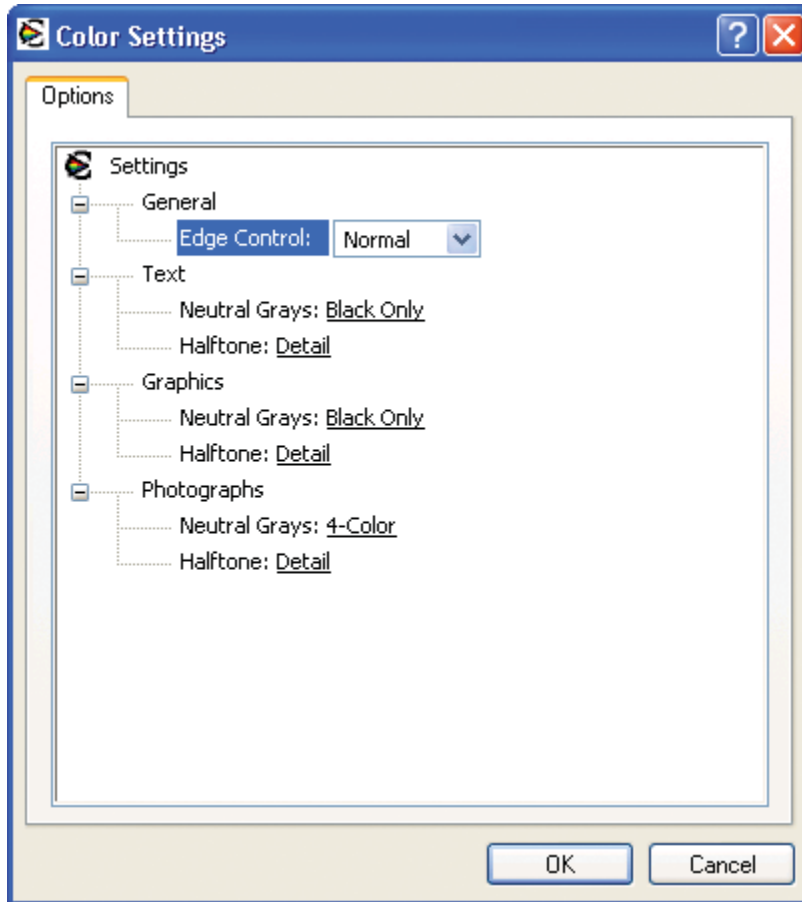 Color Settings
Options
Settings
General
Edge Control: Normal
Text
Neutral Grays: Black Only
Halftone: Detail
Graphics
Neutral Grays: Black Only
Halftone: Detail
Photographs
Neutral Grays: 4-Color
Halftone: Detail
OK Cancel